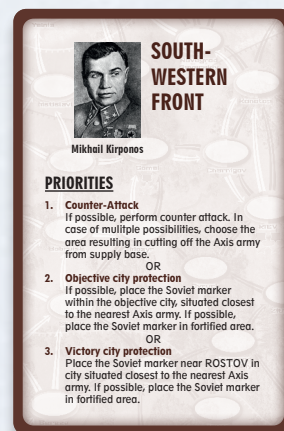 SOUTH-
WESTERN
FRONT
Mikhail Kirponos
PRIORITIES
1. Counter-Attack
If possible, perform counter attack. In
case of mulitple possibilities, choose the
area resulting in cutting off the Axis army
from supply base.
OR
2. Objective city protection
If possible, place the Soviet marker
within the objective city, situated closest
to the nearest Axis army. If possible,
place the Soviet marker in fortified area.
OR
3. Victory city protection
Place the Soviet marker near ROSTOV in
city situated closest to the nearest Axis
army. If possible, place the Soviet marker
in fortified area.